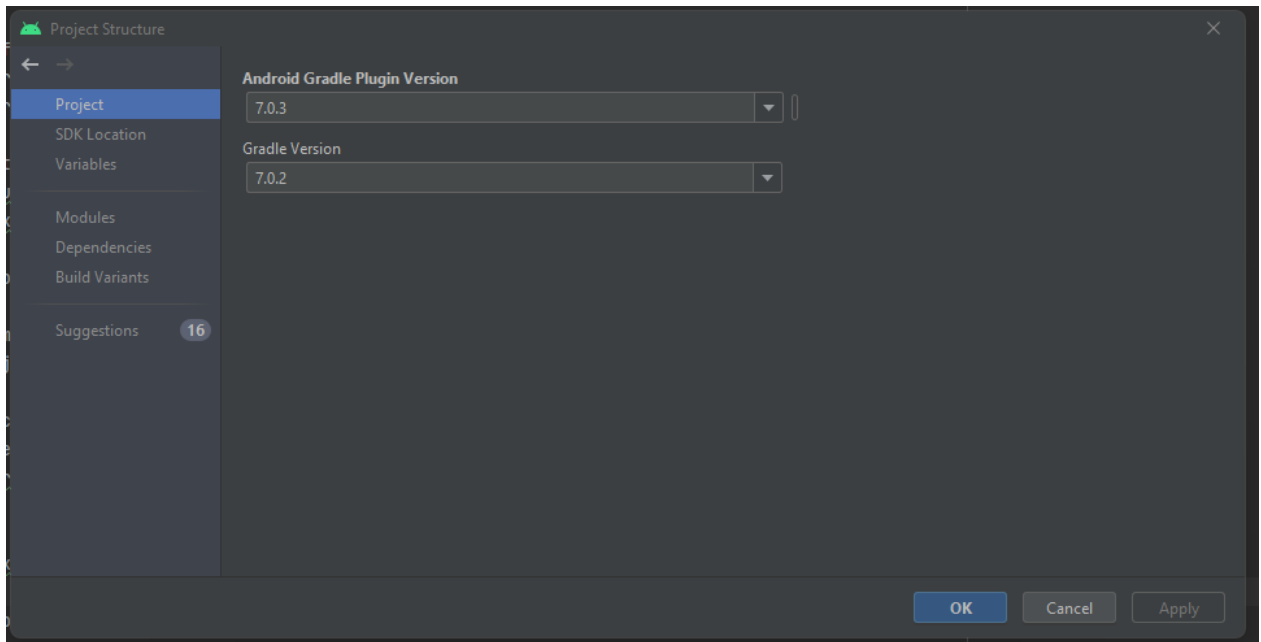 Project Structure
Project
SDK Location
Variables
Modules
Dependencies
Build Variants
Suggestions 16
Android Gradle Plugin Version
7.0.3
Gradle Version
7.0.2
OK Cancel Apply